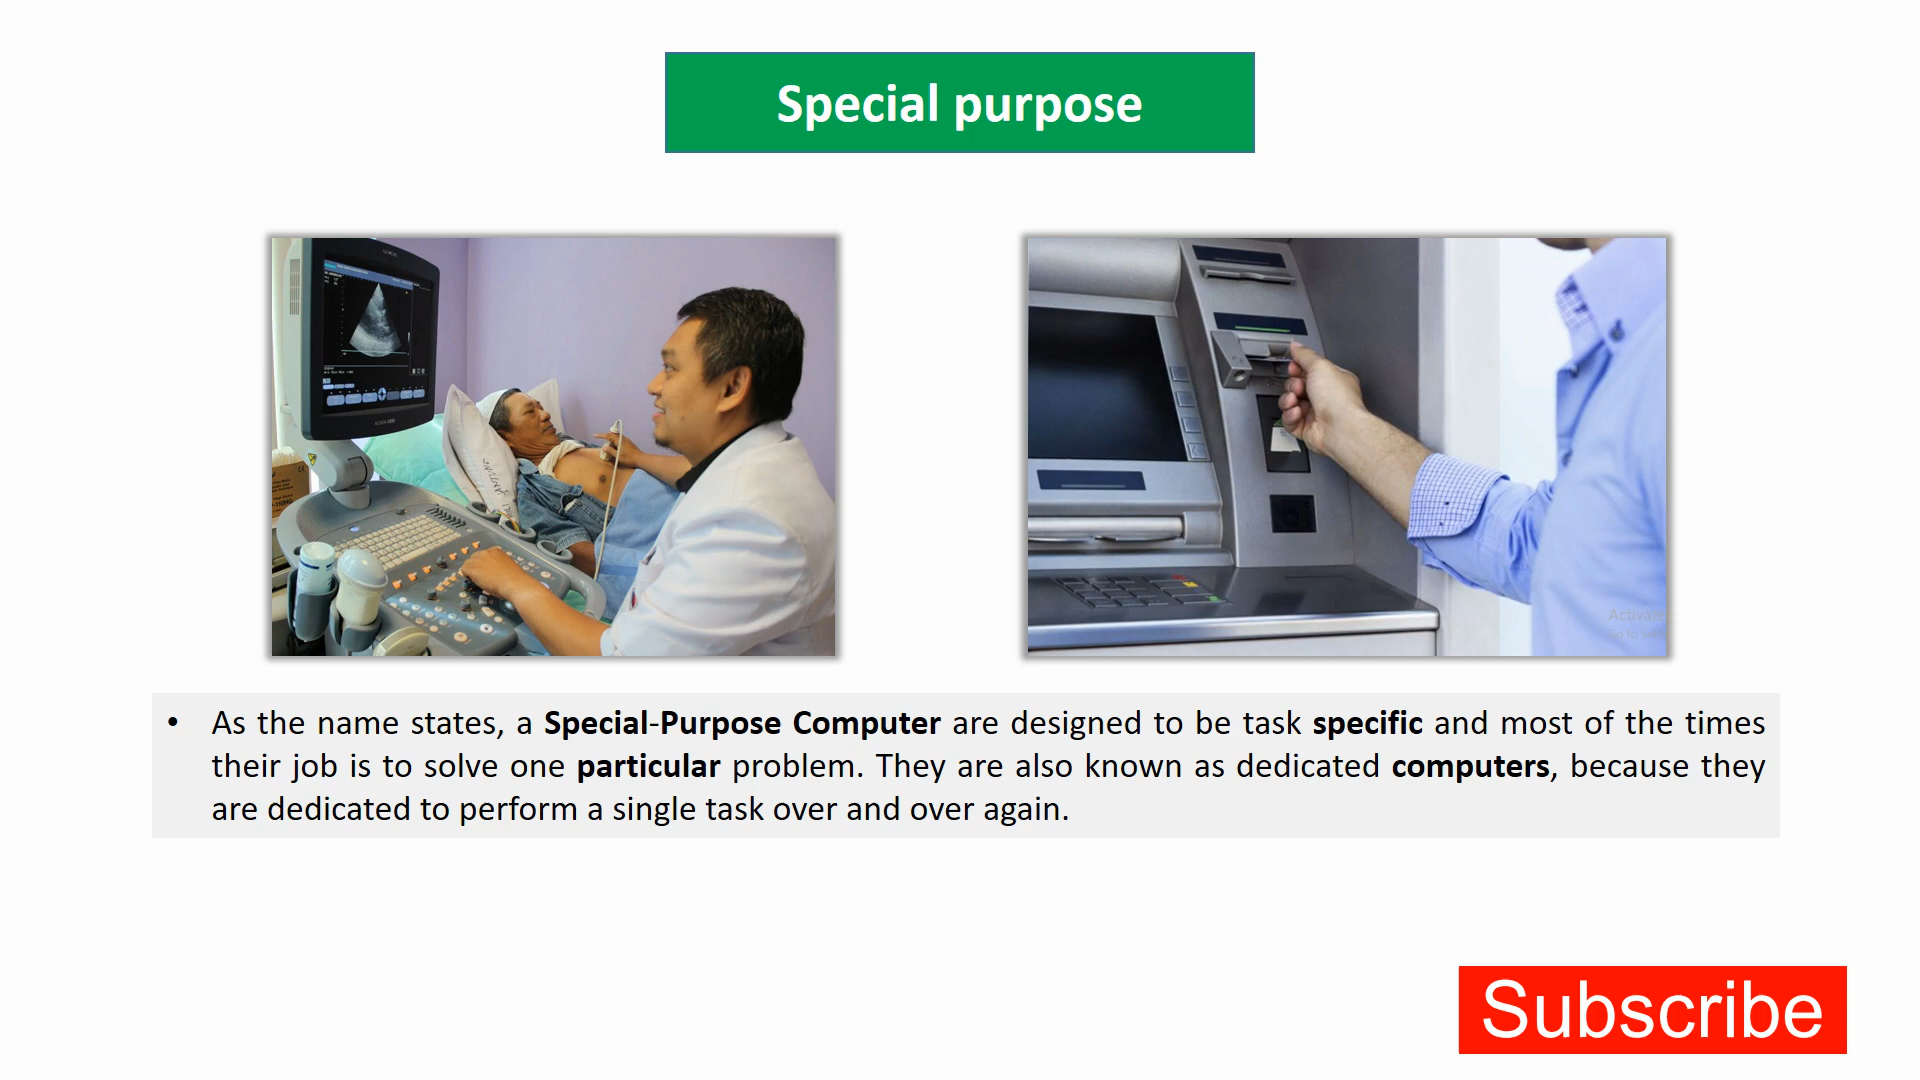 Special purpose
Activate
• As the name states, a Special-Purpose Computer are designed to be task specific and most of the times
their job is to solve one particular problem. They are also known as dedicated computers, because they
are dedicated to perform a single task over and over again.
Subscribe